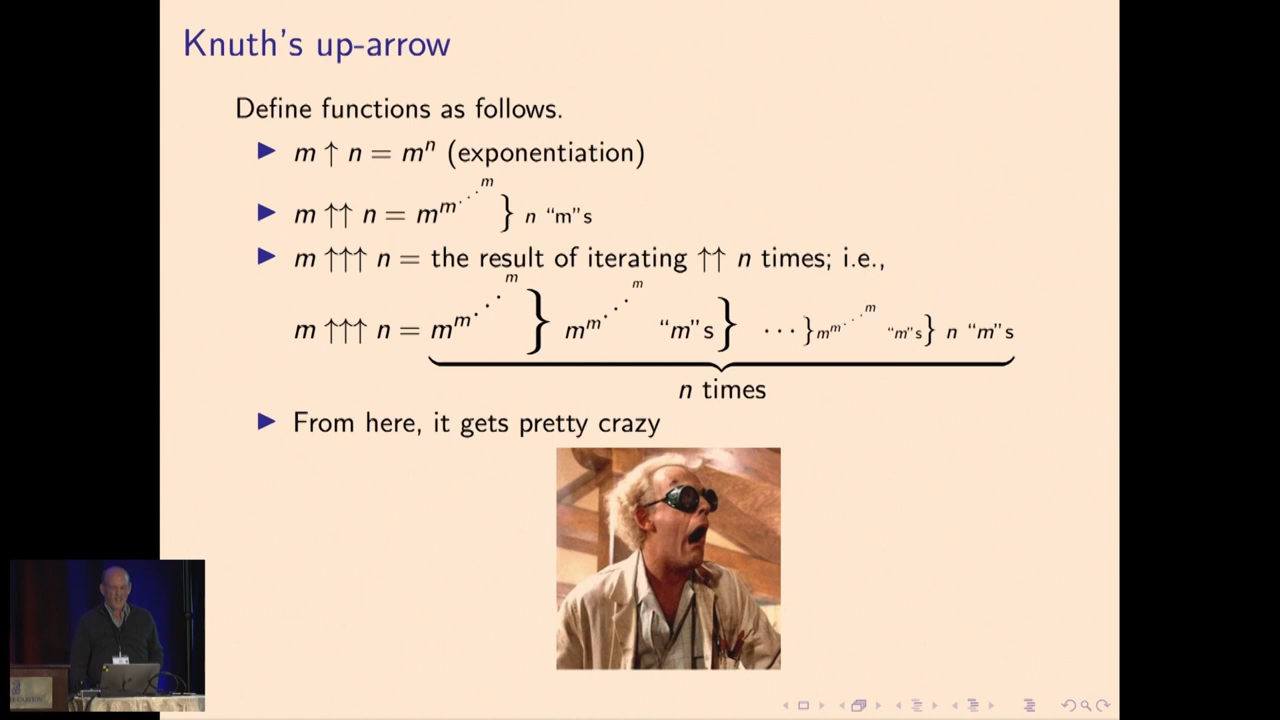 Knuth's up-arrow
Define functions as follows.
▶ m ↑ n = mⁿ (exponentiation)
▶ m ↑↑ n = m^m^⋰^m } n “m”s
▶ m ↑↑↑ n = the result of iterating ↑↑ n times; i.e.,
m ↑↑↑ n = m^m^⋰^m } m^m^⋰^m “m”s } ⋯ } m^m^⋰^m “m”s } n “m”s
n times
▶ From here, it gets pretty crazy